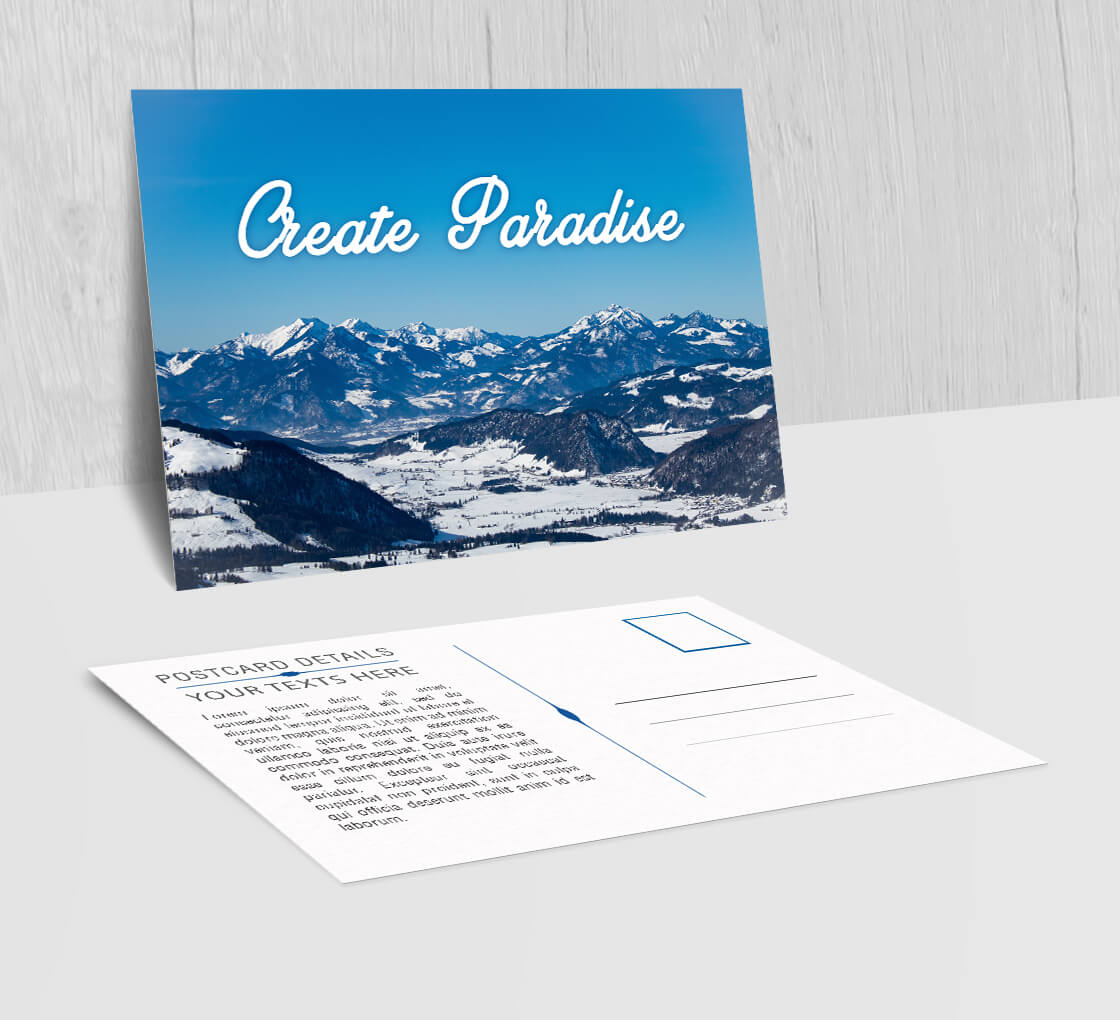 Create Paradise
POSTCARD DETAILS
YOUR TEXTS HERE
Lorem ipsum dolor sit amet,
consectetur adipisicing elit, sed do
eiusmod tempor incididunt ut labore et
dolore magna aliqua. Ut enim ad minim
veniam, quis nostrud exercitation
ullamco laboris nisi ut aliquip ex ea
commodo consequat. Duis aute irure
dolor in reprehenderit in voluptate velit
esse cillum dolore eu fugiat nulla
pariatur. Excepteur sint occaecat
cupidatat non proident, sunt in culpa
qui officia deserunt mollit anim id est
laborum.